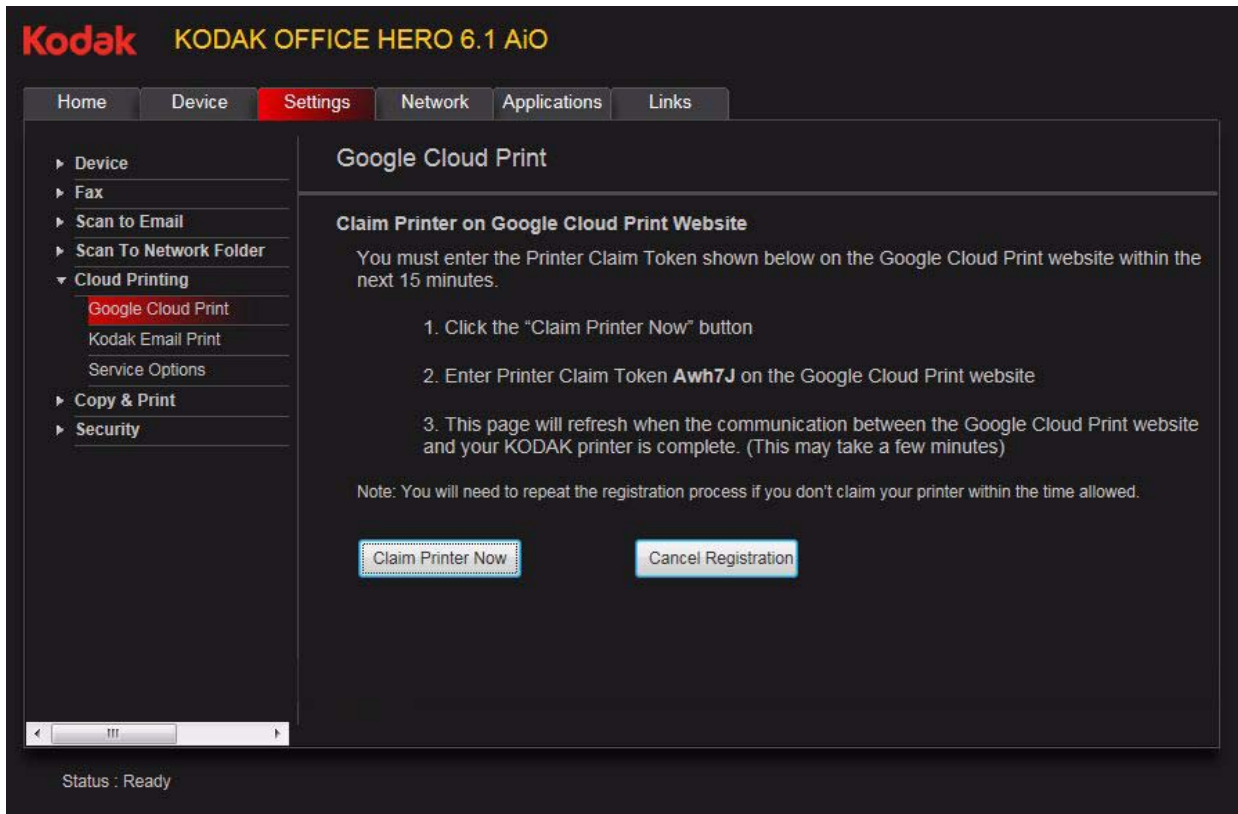 Kodak
KODAK OFFICE HERO 6.1 AiO
Home
Device
Settings
Network
Applications
Links
Device
Fax
Scan to Email
Scan To Network Folder
Cloud Printing
Google Cloud Print
Kodak Email Print
Service Options
Copy & Print
Security
Google Cloud Print
Claim Printer on Google Cloud Print Website
You must enter the Printer Claim Token shown below on the Google Cloud Print website within the
next 15 minutes.
1. Click the “Claim Printer Now” button
2. Enter Printer Claim Token Awh7J on the Google Cloud Print website
3. This page will refresh when the communication between the Google Cloud Print website
and your KODAK printer is complete. (This may take a few minutes)
Note: You will need to repeat the registration process if you don't claim your printer within the time allowed.
Claim Printer Now
Cancel Registration
Status : Ready